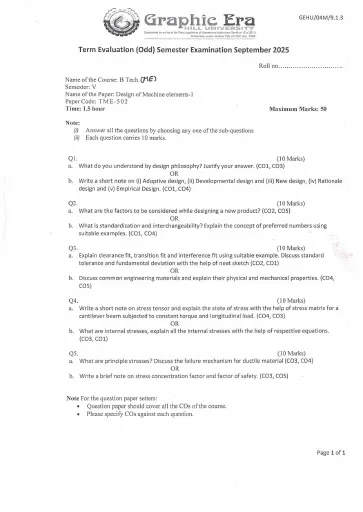 GEHU/04M/9.1.3
Graphic Era
HILL UNIVERSITY
Term Evaluation (Odd) Semester Examination September 2025
Roll no................................
Name of the Course: B Tech (ME)
Semester: V
Name of the Paper: Design of Machine elements-1
Paper Code: TME-502
Time: 1.5 hour Maximum Marks: 50
Note:
(i) Answer all the questions by choosing any one of the sub-questions
(ii) Each question carries 10 marks.
Q1. (10 Marks)
a. What do you understand by design philosophy? Justify your answer. (CO1, CO3)
OR
b. Write a short note on (i) Adoptive design, (ii) Developmental design and (iii) New design, (iv) Rationale
design and (v) Empirical Design. (CO1, CO4)
Q2. (10 Marks)
a. What are the factors to be considered while designing a new product? (CO2, CO5)
OR
b. What is standardization and interchangeability? Explain the concept of preferred numbers using
suitable examples. (CO1, CO4)
Q3. (10 Marks)
a. Explain clearance fit, transition fit and interference fit using suitable example. Discuss standard
tolerance and fundamental deviation with the help of neat sketch (CO2, CO1)
OR
b. Discuss common engineering materials and explain their physical and mechanical properties. (CO4,
CO5)
Q4. (10 Marks)
a. Write a short note on stress tensor and explain the state of stress with the help of stress matrix for a
cantilever beam subjected to constant torque and longitudinal load. (CO4, CO3)
OR
b. What are internal stresses, explain all the internal stresses with the help of respective equations.
(CO3, CO1)
Q5. (10 Marks)
a. What are principle stresses? Discuss the failure mechanism for ductile material (CO3, CO4)
OR
b. Write a brief note on stress concentration factor and factor of safety. (CO3, CO5)
Note For the question paper setters:
• Question paper should cover all the COs of the course.
• Please specify COs against each question.
Page 1 of 1